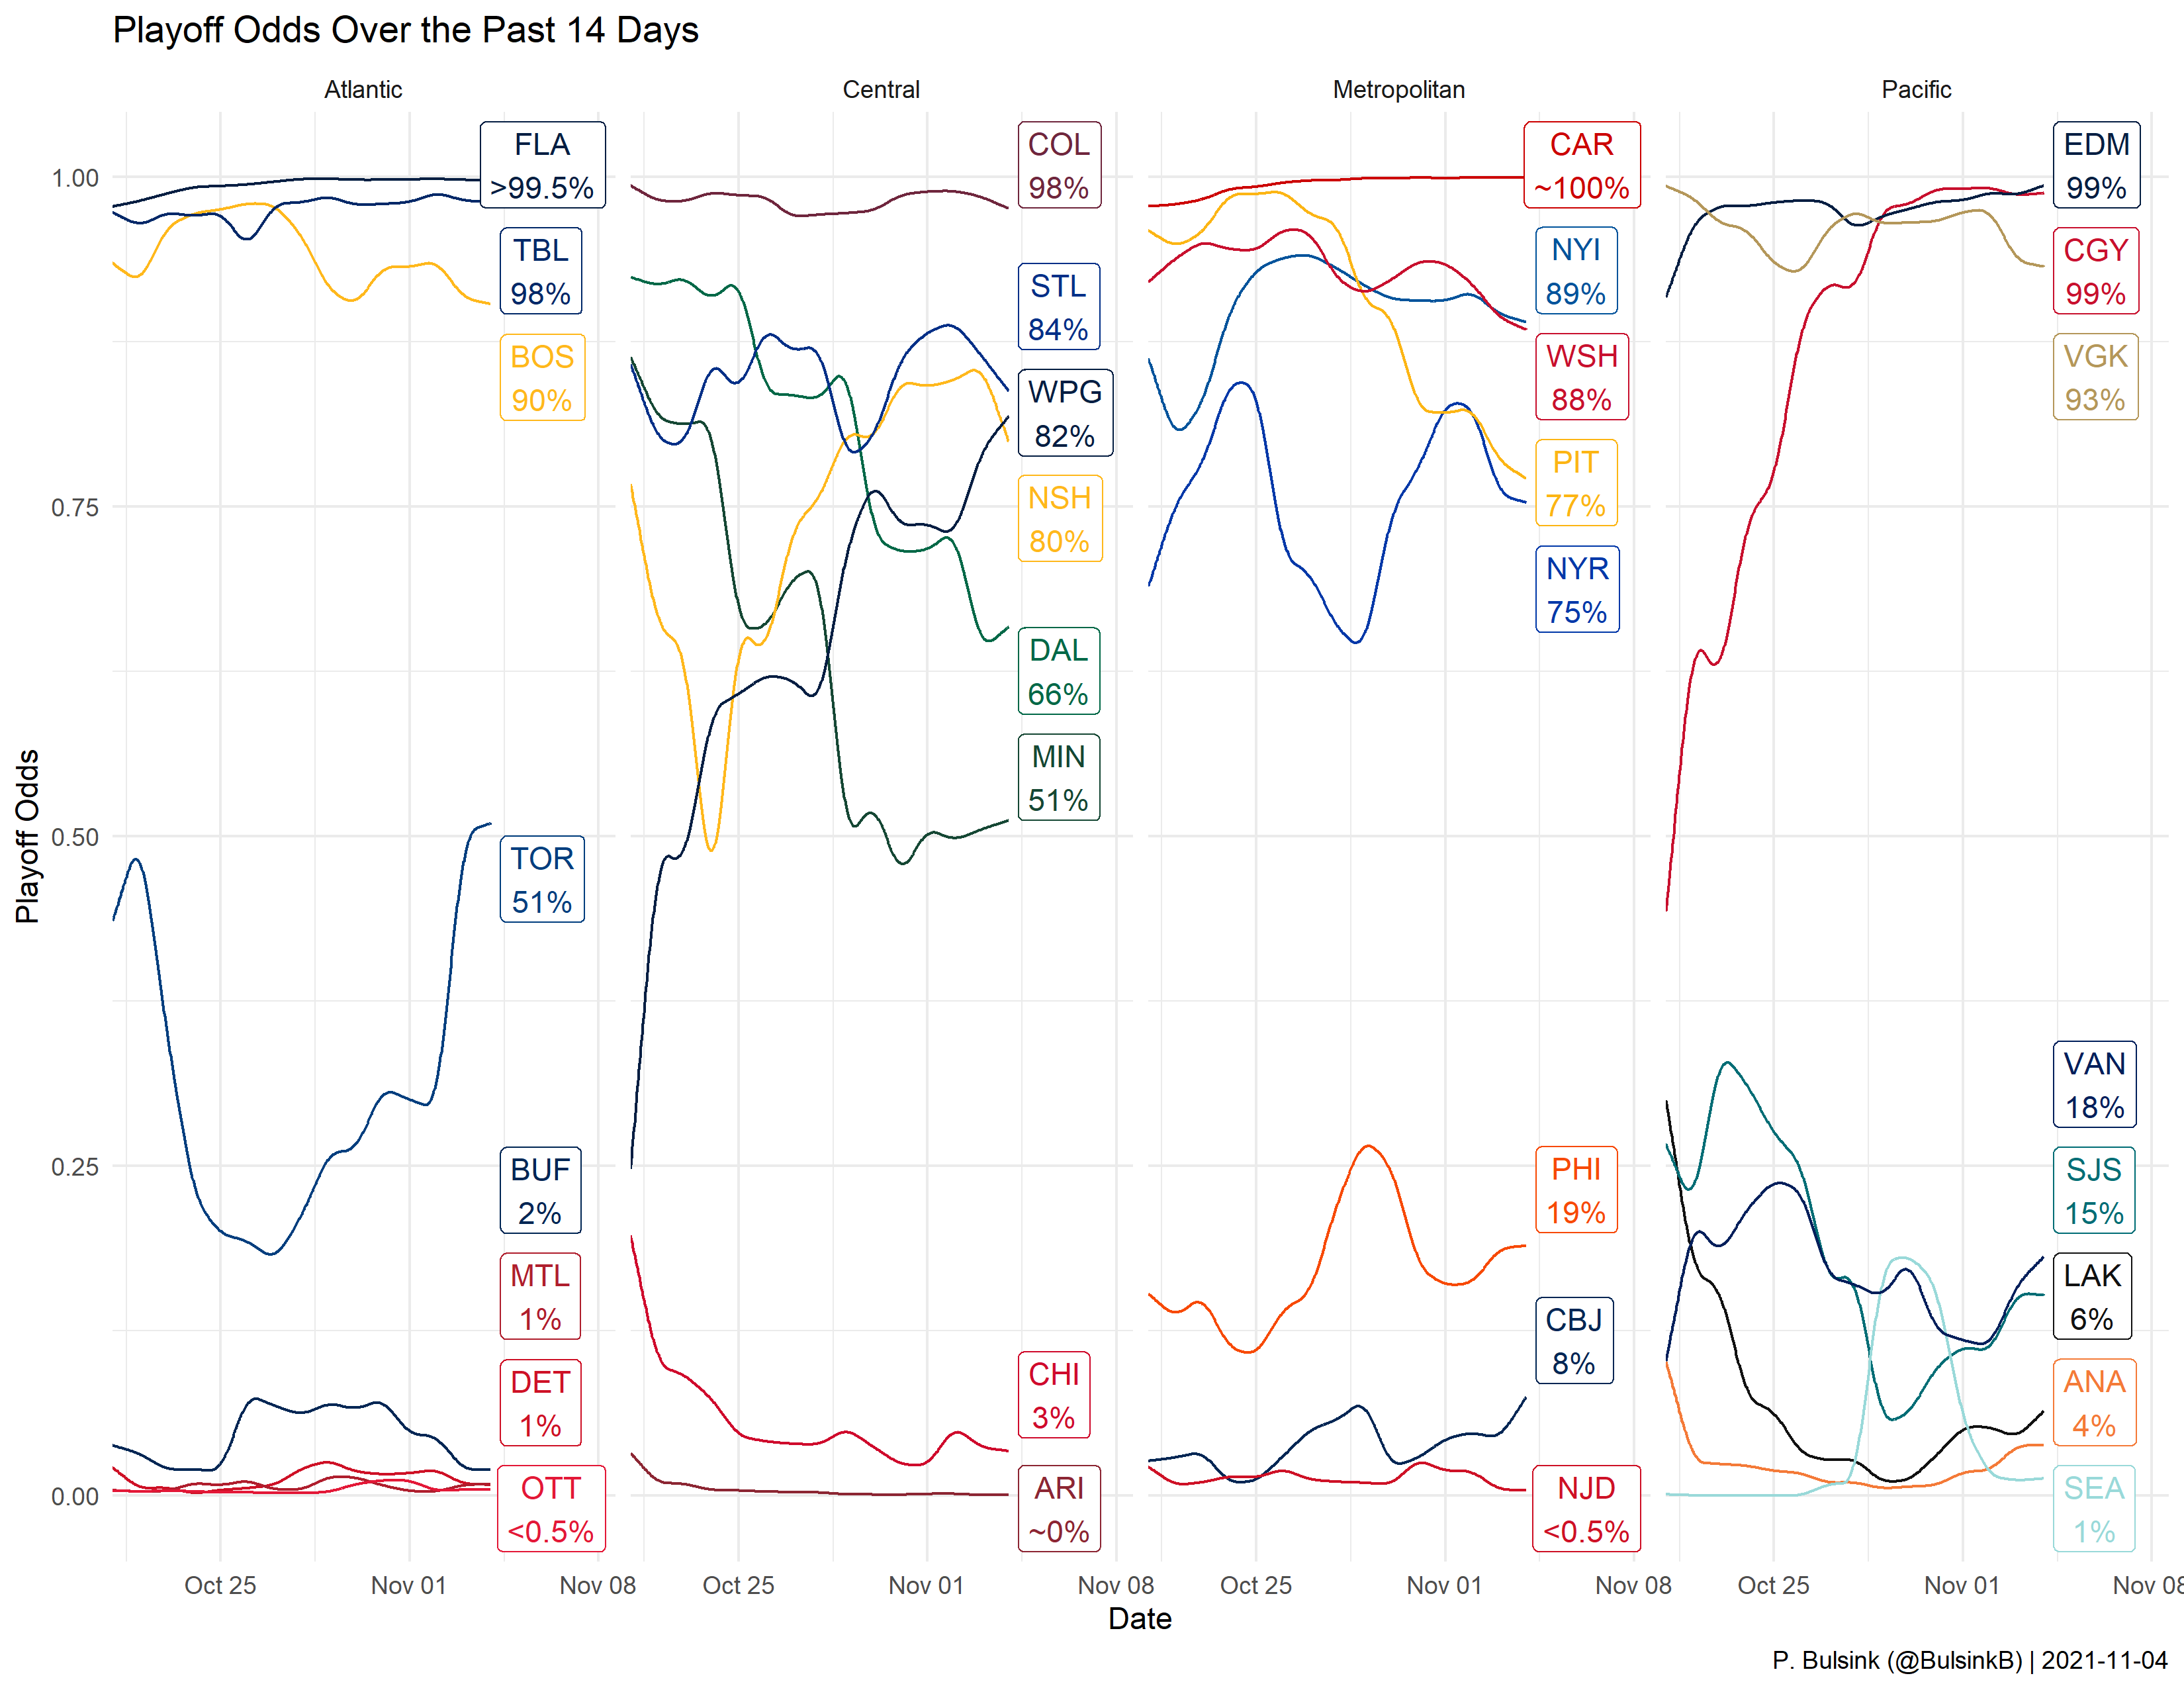 Playoff Odds Over the Past 14 Days
Atlantic
Central
Metropolitan
Pacific
Playoff Odds
1.00
0.75
0.50
0.25
0.00
FLA
>99.5%
TBL
98%
BOS
90%
TOR
51%
BUF
2%
MTL
1%
DET
1%
OTT
<0.5%
COL
98%
STL
84%
WPG
82%
NSH
80%
DAL
66%
MIN
51%
CHI
3%
ARI
~0%
CAR
~100%
NYI
89%
WSH
88%
PIT
77%
NYR
75%
PHI
19%
CBJ
8%
NJD
<0.5%
EDM
99%
CGY
99%
VGK
93%
VAN
18%
SJS
15%
LAK
6%
ANA
4%
SEA
1%
Oct 25 Nov 01 Nov 08
Oct 25 Nov 01 Nov 08
Oct 25 Nov 01 Nov 08
Oct 25 Nov 01 Nov 08
Date
P. Bulsink (@BulsinkB) | 2021-11-04